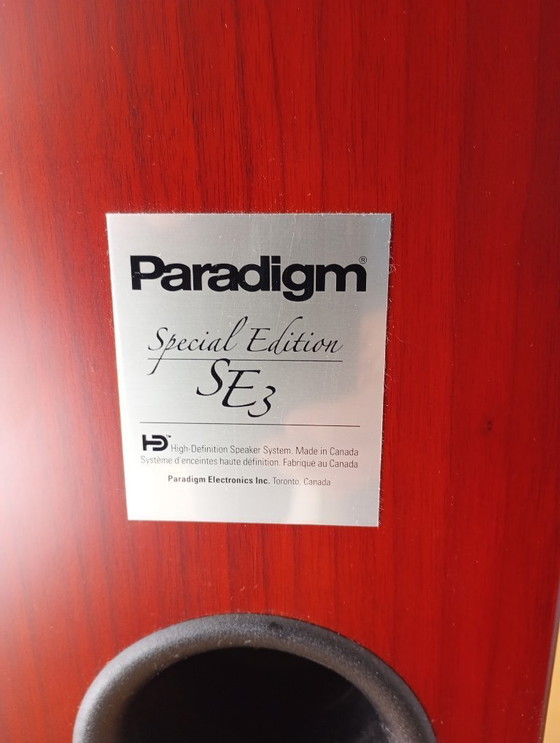 Paradigm®
Special Edition
SE3
HD™ High-Definition Speaker System. Made in Canada
Système d'enceintes haute définition. Fabriqué au Canada
Paradigm Electronics Inc. Toronto, Canada